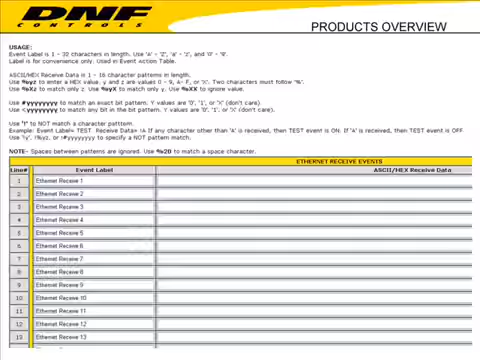 DNF
CONTROLS
PRODUCTS OVERVIEW
USAGE:
Event Label is 1 - 32 characters in length. Use 'A' - 'Z', 'a' - 'z', and '0' - '9'.
Label is for convenience only. Used in Event Action Table.
ASCII/HEX Receive Data is 1 - 16 character patterns in length.
Use %yz to enter a HEX value. y and z are values 0 - 9, A- F, or 'X'. Two characters must follow '%'.
Use %Xz to match only z. Use %yX to match only y. Use %XX to ignore value.
Use #yyyyyyyy to match an exact bit pattern. Y values are '0', '1', or 'X' (don't care).
Use <yyyyyyyy to match any bit in the bit pattern. Y values are '0', '1', or 'X' (don't care).
Use '!' to NOT match a character pattern.
Example: Event Label= TEST Receive Data= !A If any other character than 'A' is received, then TEST event is ON. If 'A' is received, then TEST event is OFF
Use '!y', !%yz, or !#yyyyyyyy to specify a NOT pattern match.
NOTE- Spaces between patterns are ignored. Use %20 to match a space character.
ETHERNET RECEIVE EVENTS
Line# Event Label ASCII/HEX Receive Data
1 Ethernet Receive 1
2 Ethernet Receive 2
3 Ethernet Receive 3
4 Ethernet Receive 4
5 Ethernet Receive 5
6 Ethernet Receive 6
7 Ethernet Receive 7
8 Ethernet Receive 8
9 Ethernet Receive 9
10 Ethernet Receive 10
11 Ethernet Receive 11
12 Ethernet Receive 12
13 Ethernet Receive 13